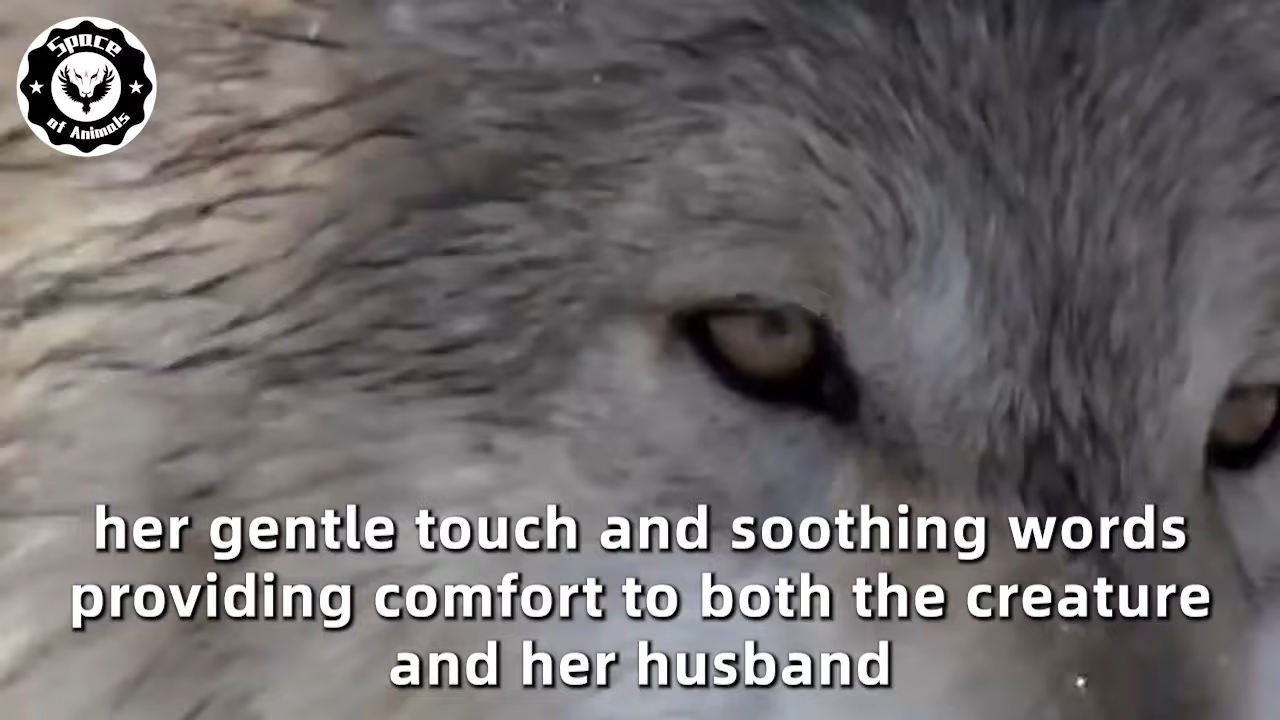 Space
of Animals
her gentle touch and soothing words
providing comfort to both the creature
and her husband